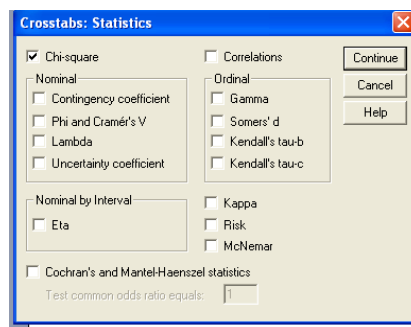 Crosstabs: Statistics
Chi-square
Correlations
Continue
Nominal
Ordinal
Cancel
Contingency coefficient
Gamma
Help
Phi and Cramér's V
Somers' d
Lambda
Kendall's tau-b
Uncertainty coefficient
Kendall's tau-c
Nominal by Interval
Kappa
Eta
Risk
McNemar
Cochran's and Mantel-Haenszel statistics
Test common odds ratio equals: 1